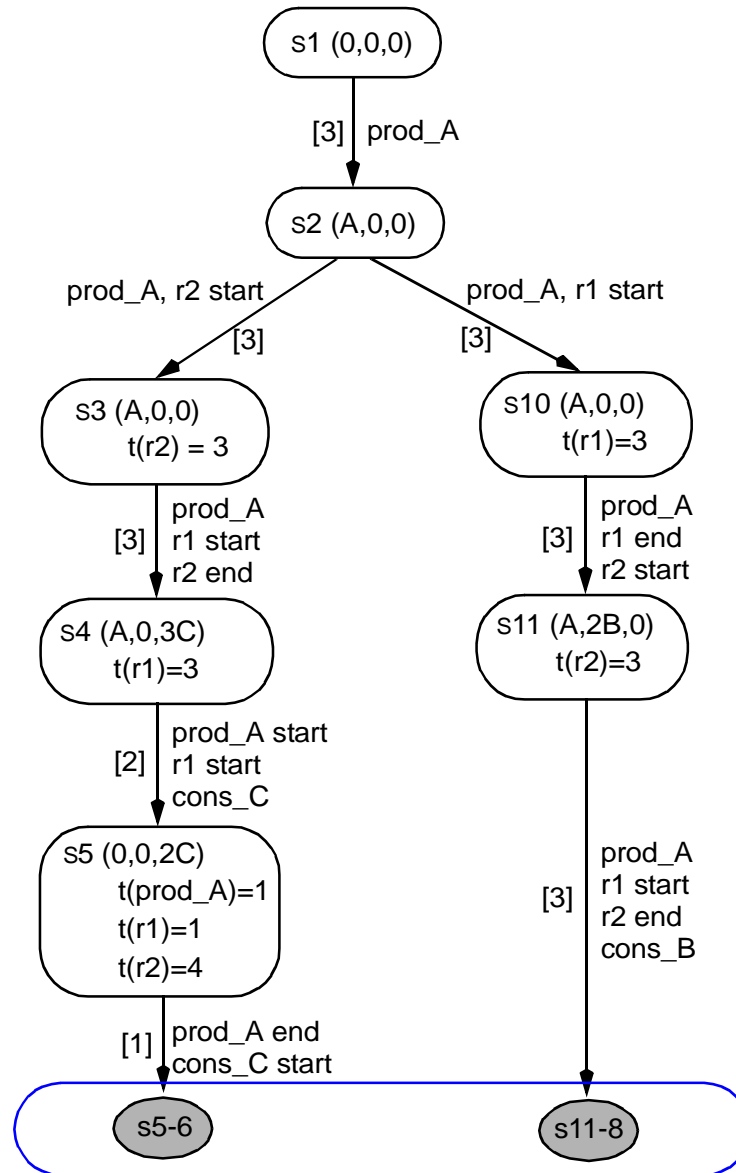 s1 (0,0,0)
[3] prod_A
s2 (A,0,0)
prod_A, r2 start
[3]
prod_A, r1 start
[3]
s3 (A,0,0)
t(r2) = 3
[3]
prod_A
r1 start
r2 end
s4 (A,0,3C)
t(r1)=3
[2]
prod_A start
r1 start
cons_C
s5 (0,0,2C)
t(prod_A)=1
t(r1)=1
t(r2)=4
[1]
prod_A end
cons_C start
s5-6
s10 (A,0,0)
t(r1)=3
[3]
prod_A
r1 end
r2 start
s11 (A,2B,0)
t(r2)=3
[3]
prod_A
r1 start
r2 end
cons_B
s11-8